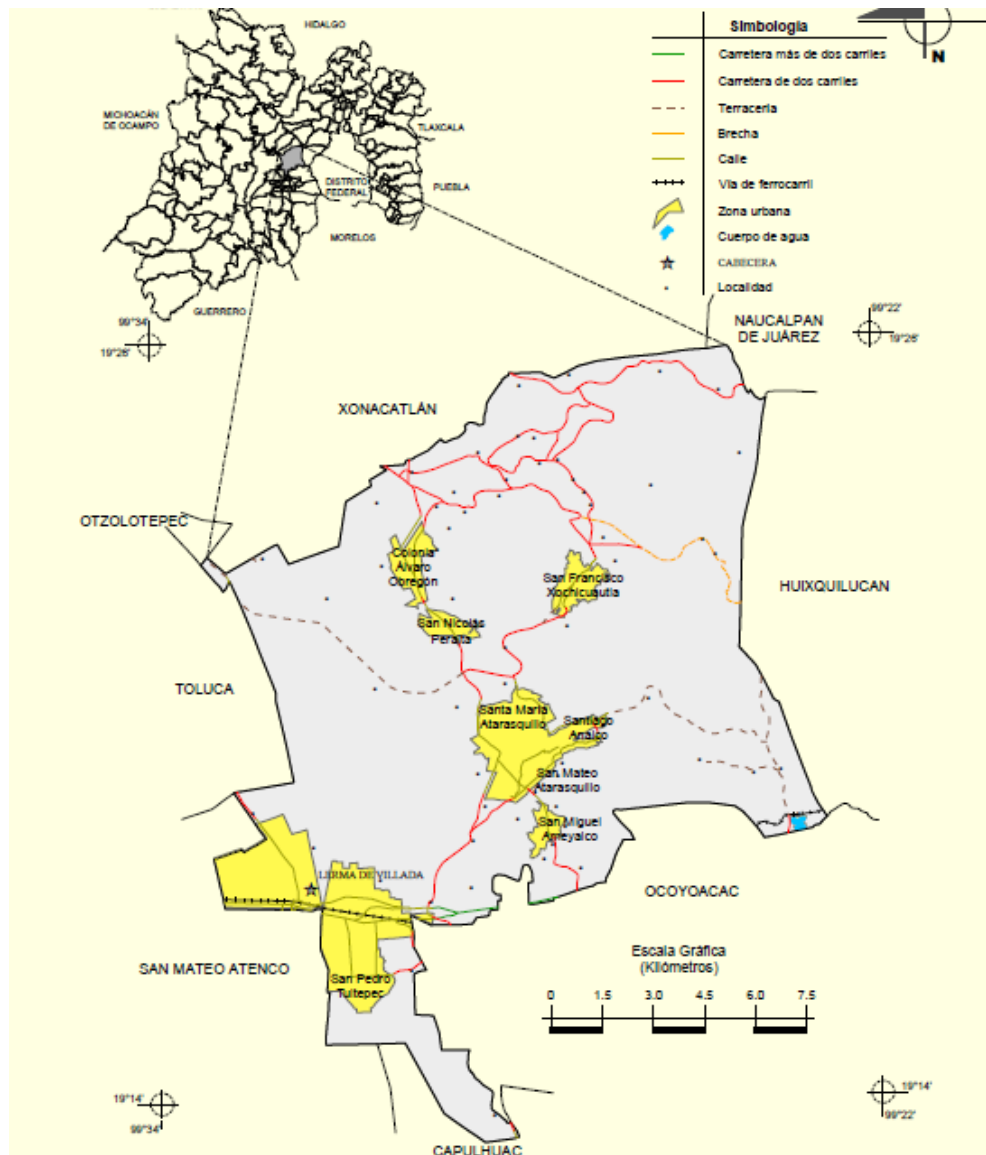 HIDALGO
MICHOACÁN
DE OCAMPO
TLAXCALA
DISTRITO
FEDERAL
PUEBLA
MORELOS
GUERRERO
Simbología
N
Carretera más de dos carriles
Carretera de dos carriles
Terracería
Brecha
Calle
Vía de ferrocarril
Zona urbana
Cuerpo de agua
CABECERA
Localidad
99°34'
19°26'
NAUCALPAN
DE JUÁREZ
99°22'
19°26'
XONACATLÁN
OTZOLOTEPEC
HUIXQUILUCAN
TOLUCA
Colonia
Álvaro
Obregón
San Francisco
Xochicuautla
San Nicolás
Peralta
Santa María
Atarasquillo
Santiago
Analco
San Mateo
Atarasquillo
San Miguel
Ameyalco
LERMA DE VILLADA
OCOYOACAC
SAN MATEO ATENCO
San Pedro
Tultepec
Escala Gráfica
(Kilómetros)
0 1.5 3.0 4.5 6.0 7.5
19°14'
99°34'
19°14'
99°22'
CAPULHUAC